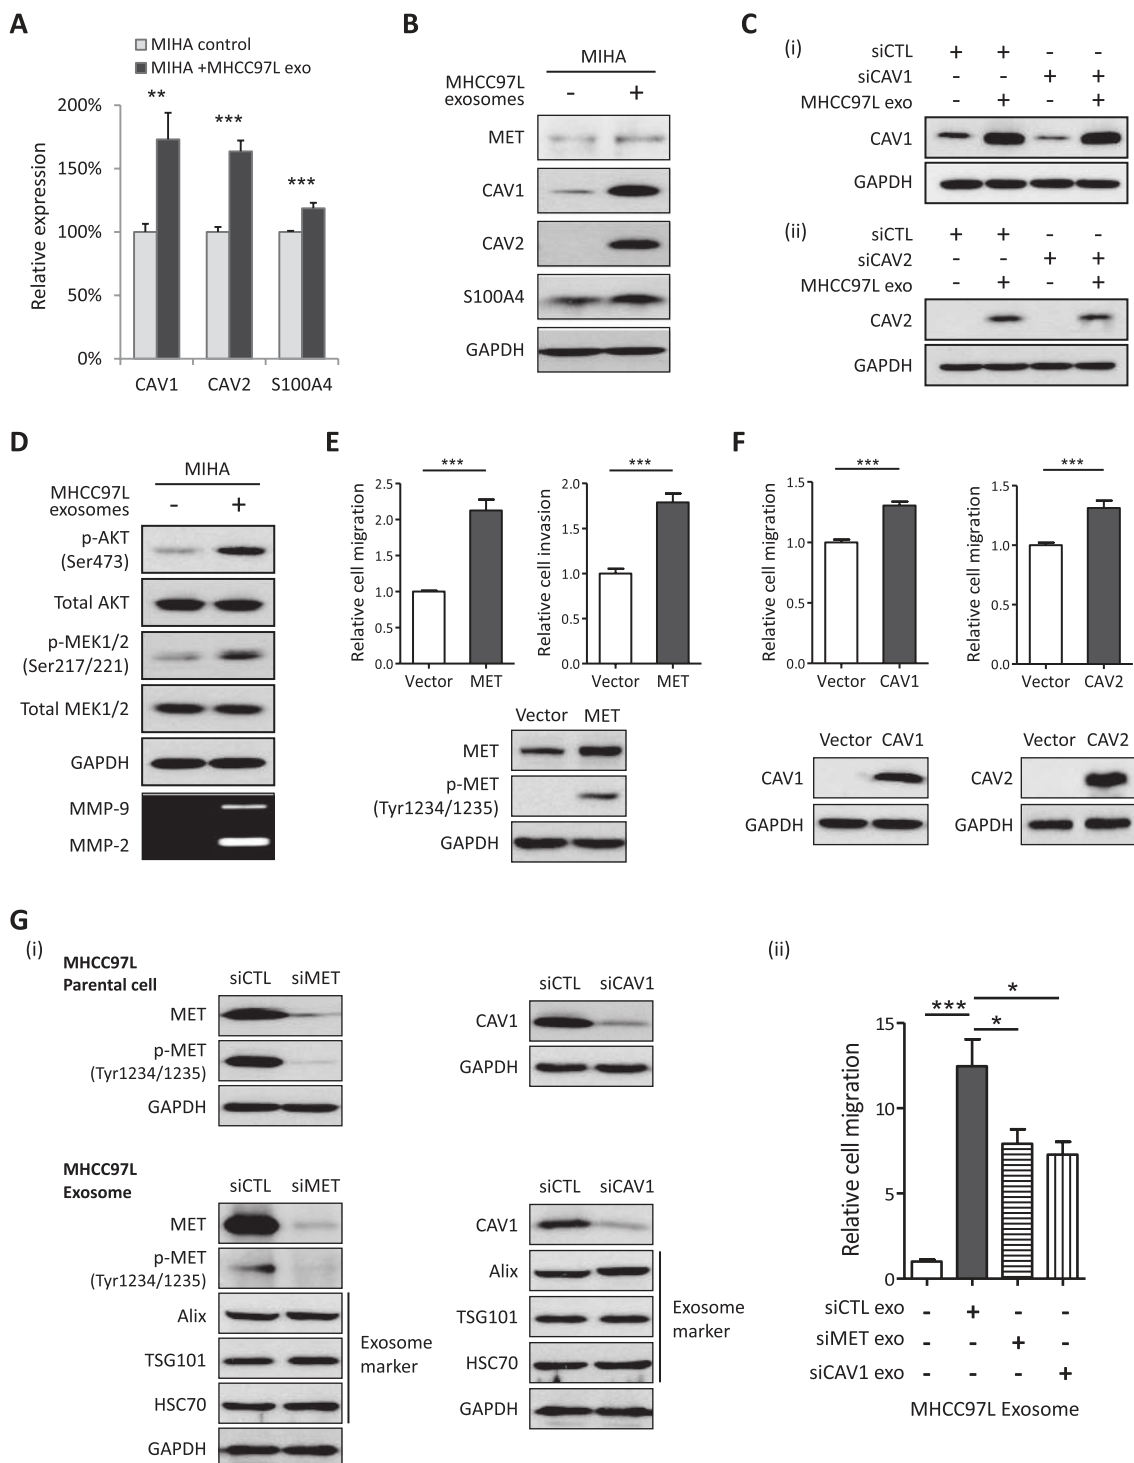 A
MIHA control
MIHA +MHCC97L exo
Relative expression
200%
150%
100%
50%
0%
**
***
***
CAV1 CAV2 S100A4
B
MIHA
MHCC97L
exosomes - +
MET
CAV1
CAV2
S100A4
GAPDH
C
(i)
siCTL + + - -
siCAV1 - - + +
MHCC97L exo - + - +
CAV1
GAPDH
(ii)
siCTL + + - -
siCAV2 - - + +
MHCC97L exo - + - +
CAV2
GAPDH
D
MIHA
MHCC97L
exosomes - +
p-AKT
(Ser473)
Total AKT
p-MEK1/2
(Ser217/221)
Total MEK1/2
GAPDH
MMP-9
MMP-2
E
***
Relative cell migration
2.5
2.0
1.5
1.0
0.5
0.0
Vector MET
***
Relative cell invasion
2.0
1.5
1.0
0.5
0.0
Vector MET
Vector MET
MET
p-MET
(Tyr1234/1235)
GAPDH
F
***
Relative cell migration
1.5
1.0
0.5
0.0
Vector CAV1
***
Relative cell migration
1.5
1.0
0.5
0.0
Vector CAV2
Vector CAV1
CAV1
GAPDH
Vector CAV2
CAV2
GAPDH
G
(i)
MHCC97L
Parental cell
siCTL siMET
MET
p-MET
(Tyr1234/1235)
GAPDH
siCTL siCAV1
CAV1
GAPDH
MHCC97L
Exosome
siCTL siMET
MET
p-MET
(Tyr1234/1235)
Alix
TSG101
HSC70
GAPDH
Exosome
marker
siCTL siCAV1
CAV1
Alix
TSG101
HSC70
GAPDH
Exosome
marker
(ii)
*
***
*
Relative cell migration
15
10
5
0
siCTL exo - + - -
siMET exo - - + -
siCAV1 exo - - - +
MHCC97L Exosome